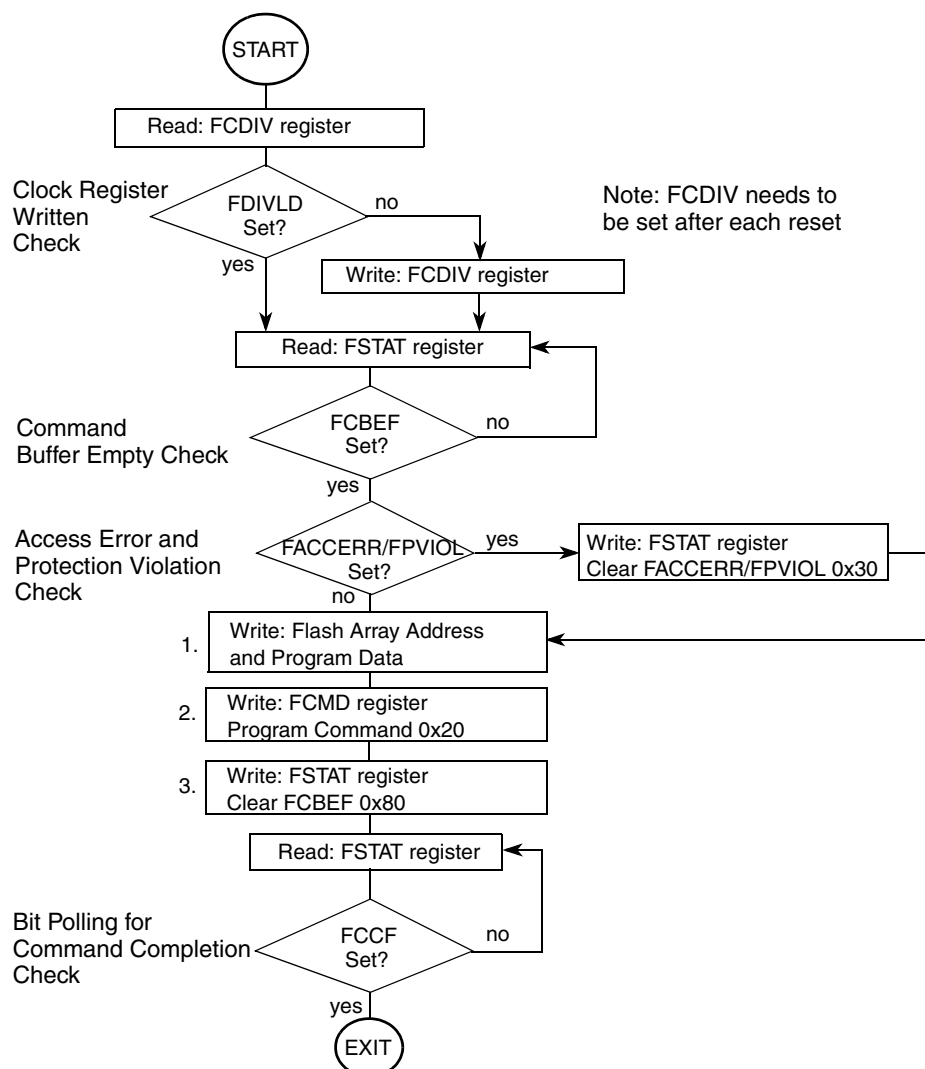 START
Read: FCDIV register
Clock Register
Written
Check
FDIVLD
Set?
no
yes
Note: FCDIV needs to
be set after each reset
Write: FCDIV register
Read: FSTAT register
Command
Buffer Empty Check
FCBEF
Set?
no
yes
Access Error and
Protection Violation
Check
FACCERR/FPVIOL
Set?
yes
no
Write: FSTAT register
Clear FACCERR/FPVIOL 0x30
1.
Write: Flash Array Address
and Program Data
2.
Write: FCMD register
Program Command 0x20
3.
Write: FSTAT register
Clear FCBEF 0x80
Read: FSTAT register
Bit Polling for
Command Completion
Check
FCCF
Set?
no
yes
EXIT